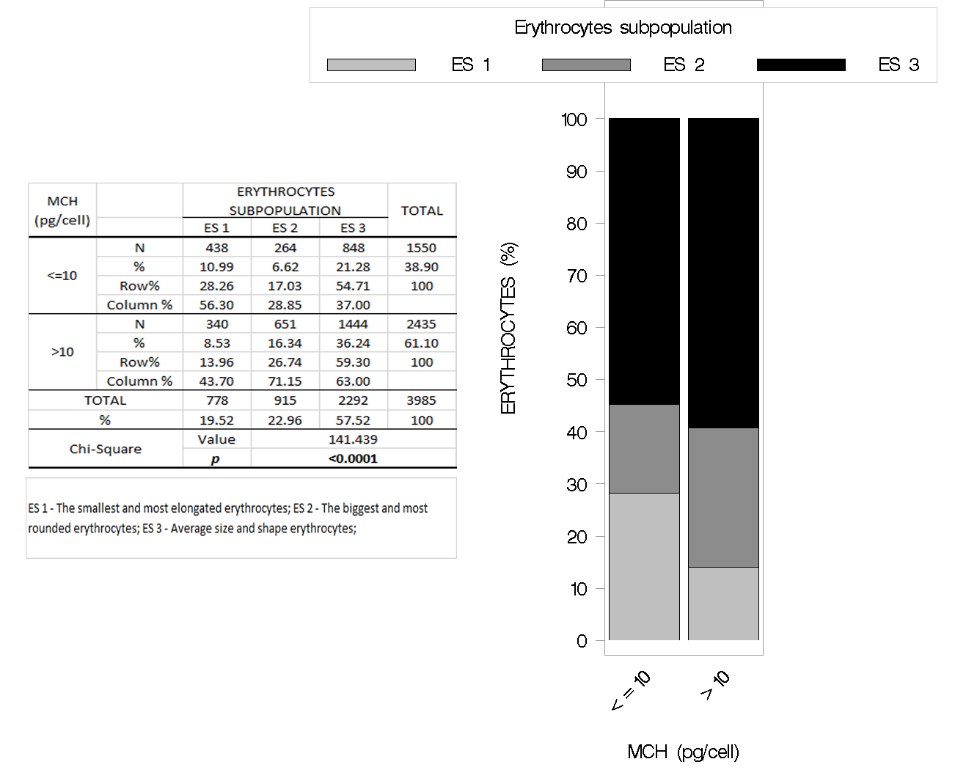 Erythrocytes subpopulation
ES 1 ES 2 ES 3
MCH (pg/cell) ERYTHROCYTES SUBPOPULATION TOTAL
ES 1 ES 2 ES 3
<=10 N 438 264 848 1550
% 10.99 6.62 21.28 38.90
Row% 28.26 17.03 54.71 100
Column % 56.30 28.85 37.00
>10 N 340 651 1444 2435
% 8.53 16.34 36.24 61.10
Row% 13.96 26.74 59.30 100
Column % 43.70 71.15 63.00
TOTAL 778 915 2292 3985
% 19.52 22.96 57.52 100
Chi-Square Value 141.439
p <0.0001
ES 1 - The smallest and most elongated erythrocytes; ES 2 - The biggest and most
rounded erythrocytes; ES 3 - Average size and shape erythrocytes;
ERYTHROCYTES (%)
100
90
80
70
60
50
40
30
20
10
0
< = 10
> 10
MCH (pg/cell)